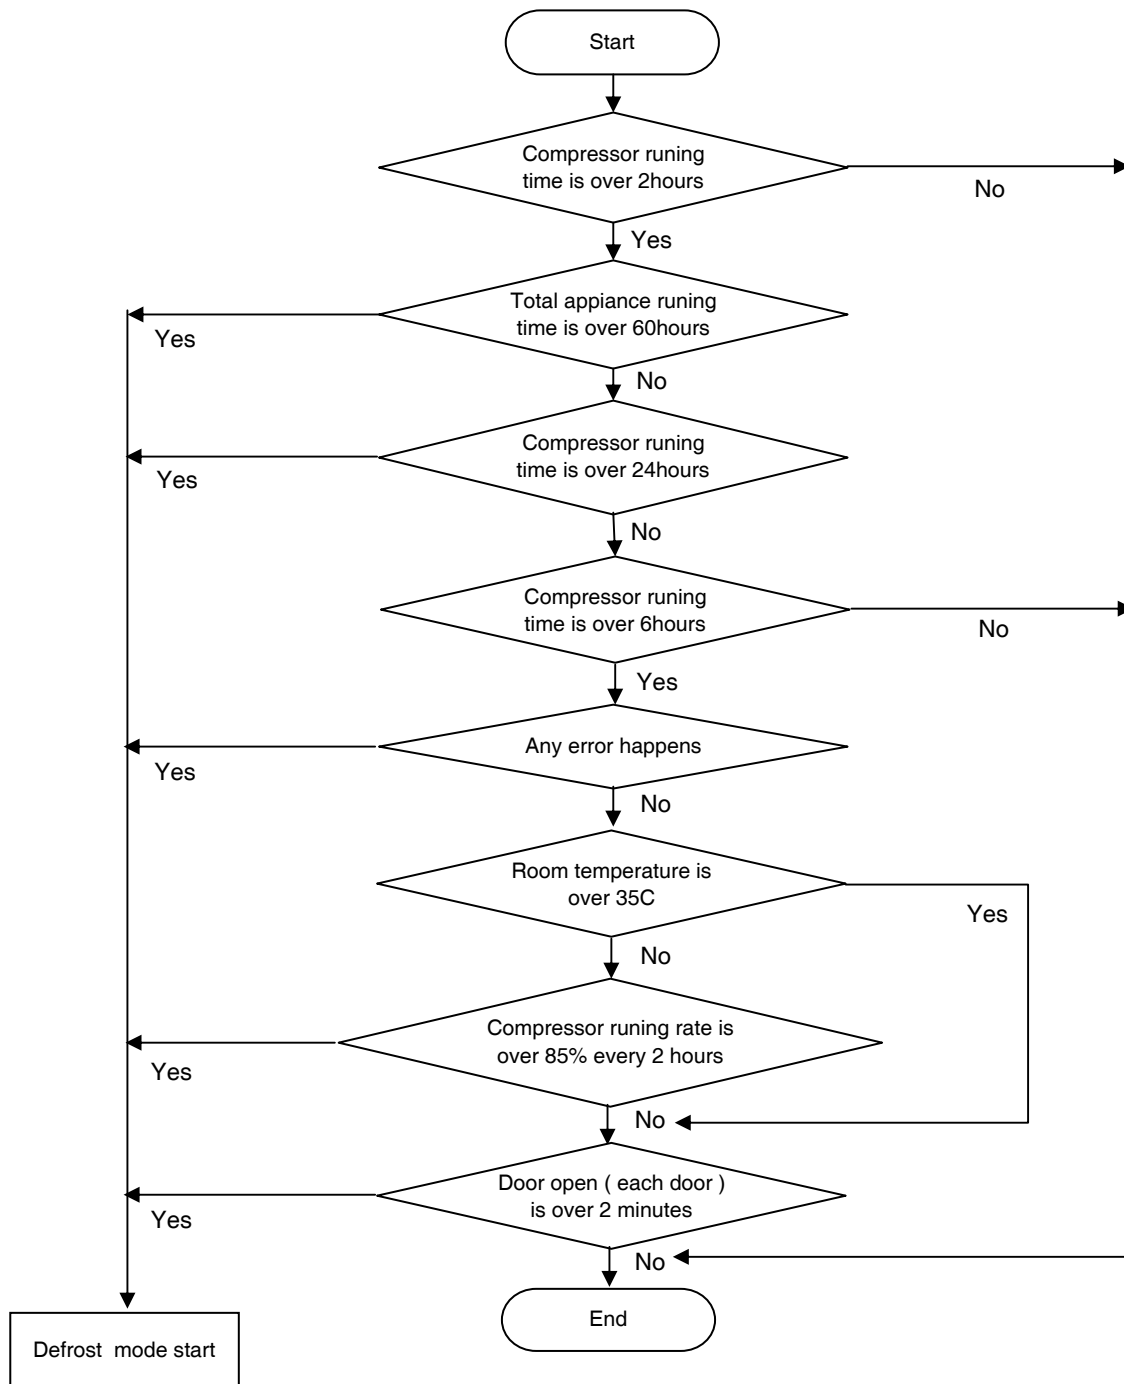 Start
Compressor runing
time is over 2hours
No
Yes
Total appiance runing
time is over 60hours
Yes
No
Compressor runing
time is over 24hours
Yes
No
Compressor runing
time is over 6hours
No
Yes
Any error happens
Yes
No
Room temperature is
over 35C
Yes
No
Compressor runing rate is
over 85% every 2 hours
Yes
No
Door open ( each door )
is over 2 minutes
Yes
No
End
Defrost mode start